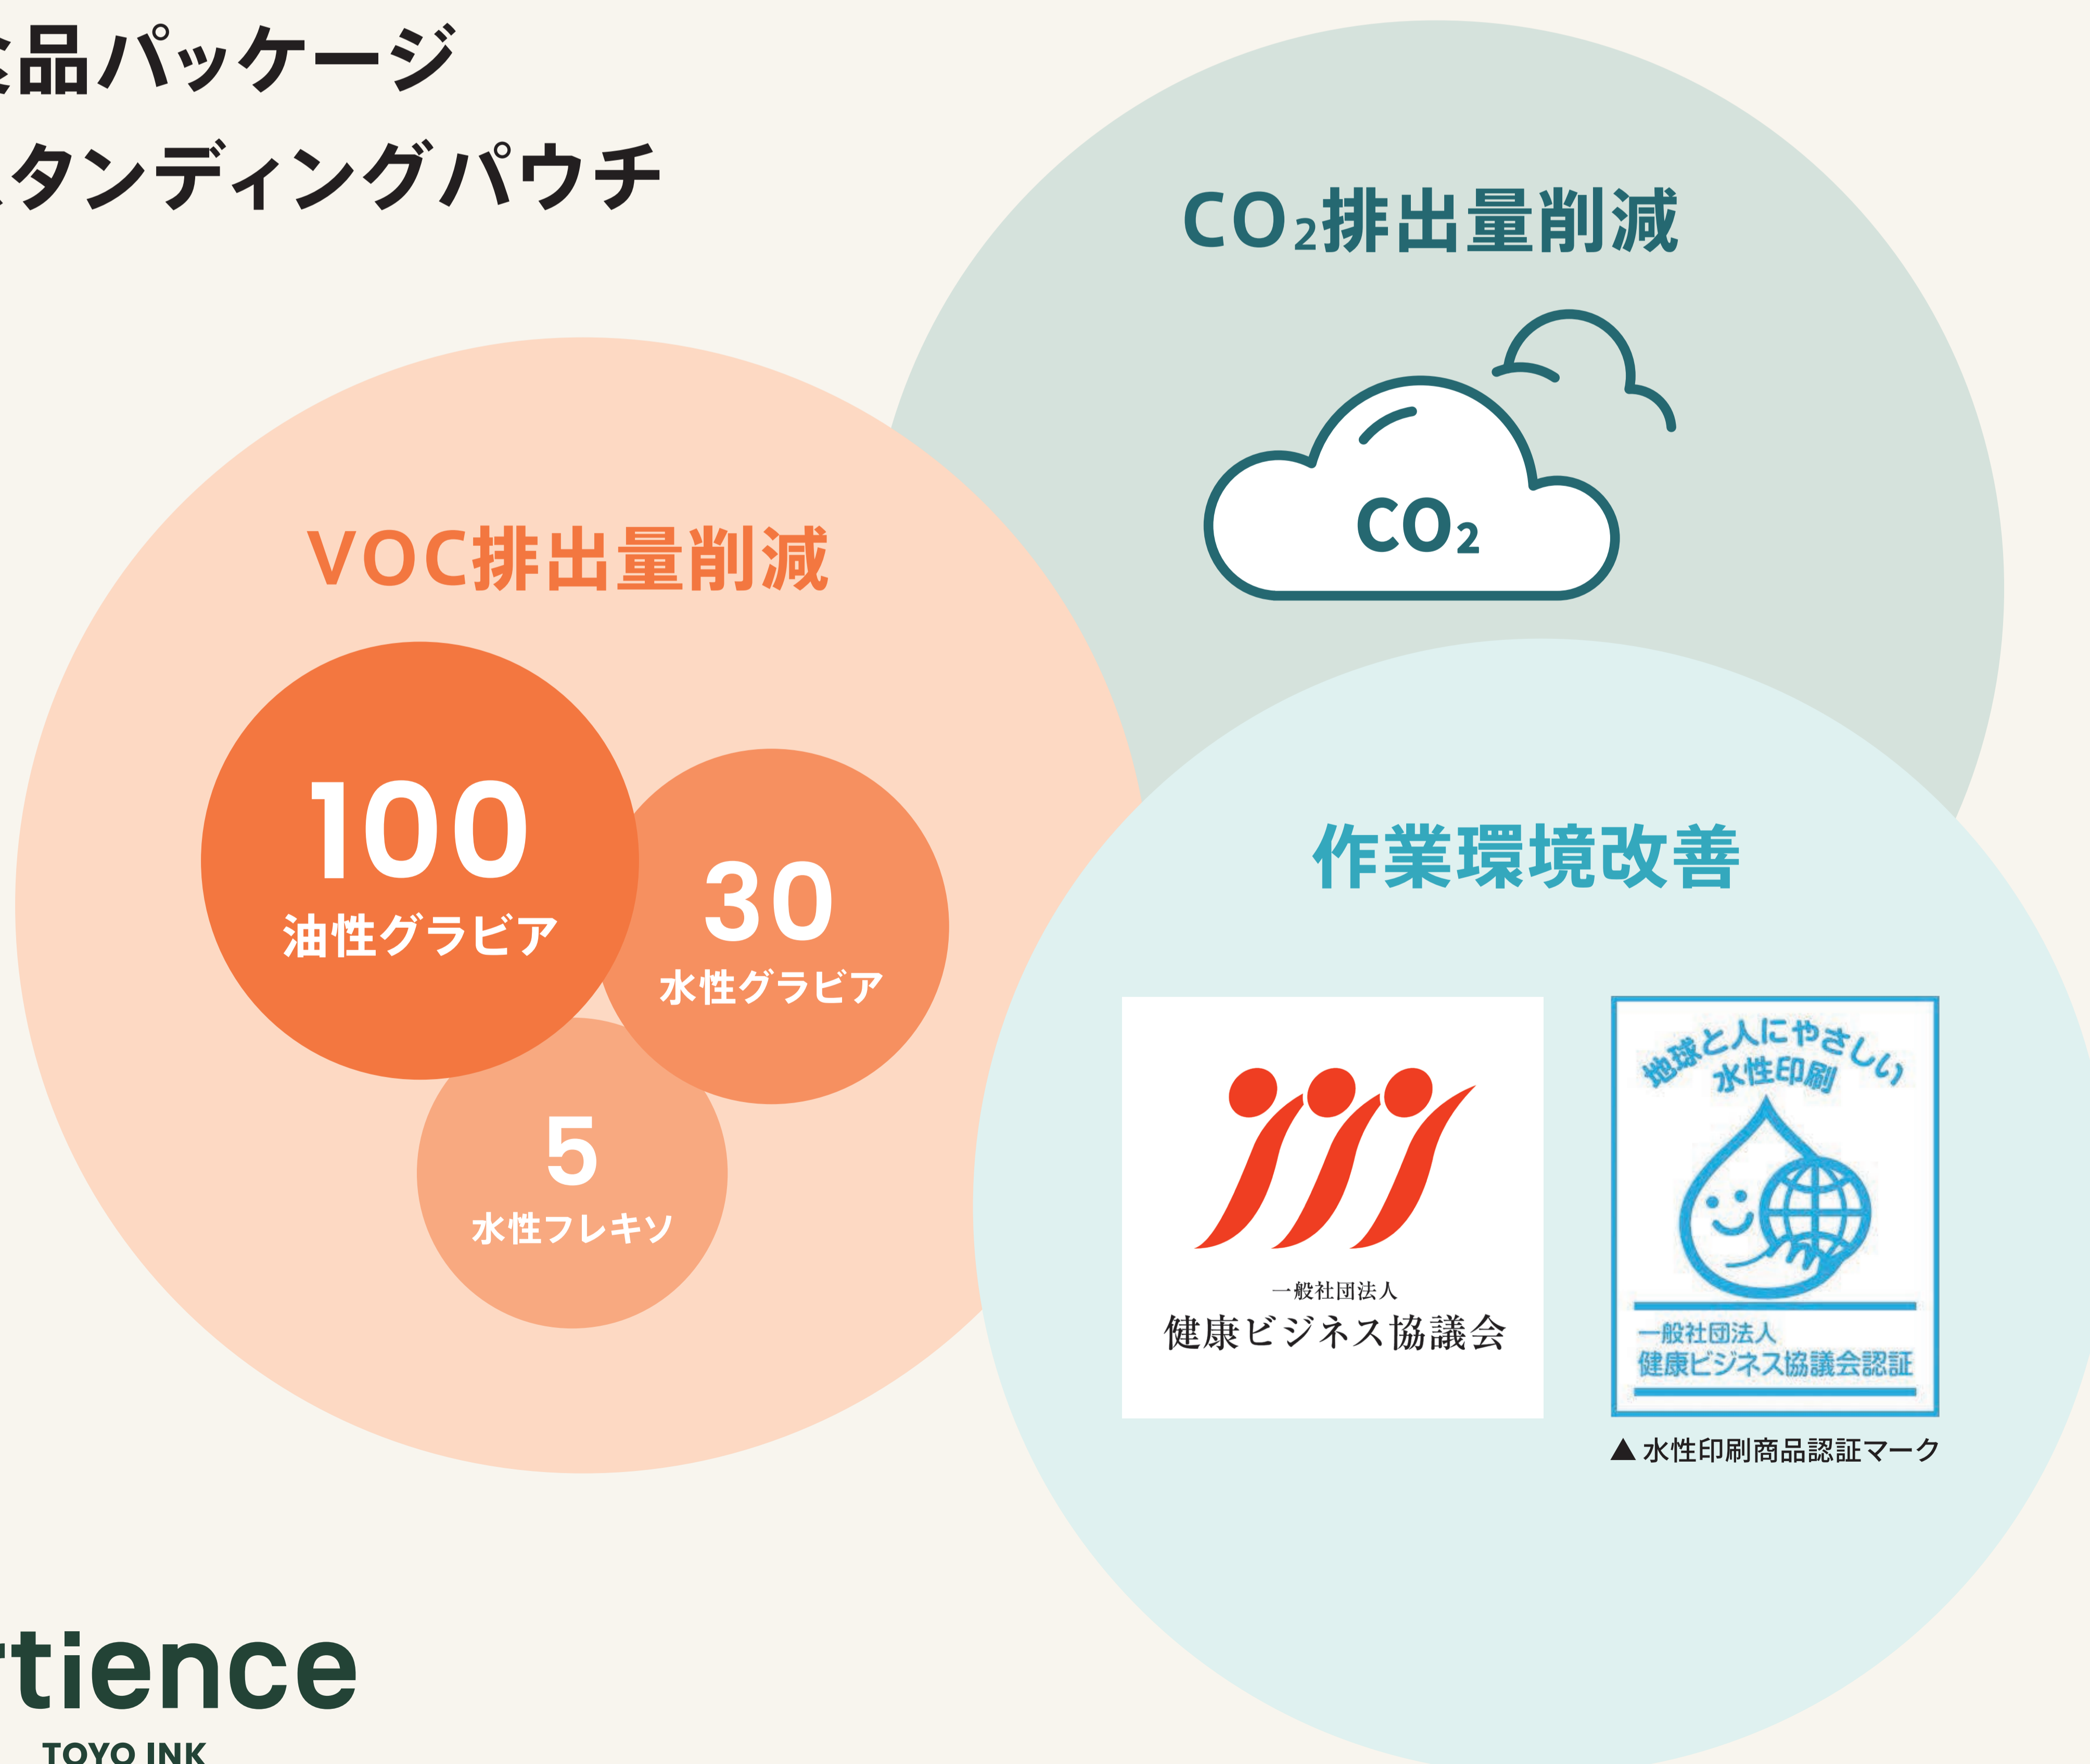 品パッケージ
タンディングパウチ
CO₂排出量削減
CO₂
VOC排出量削減
100
油性グラビア
30
水性グラビア
5
水性フレキソ
作業環境改善
一般社団法人
健康ビジネス協議会
地球と人にやさしい
水性印刷
一般社団法人
健康ビジネス協議会認証
▲水性印刷商品認証マーク
tience
TOYO INK